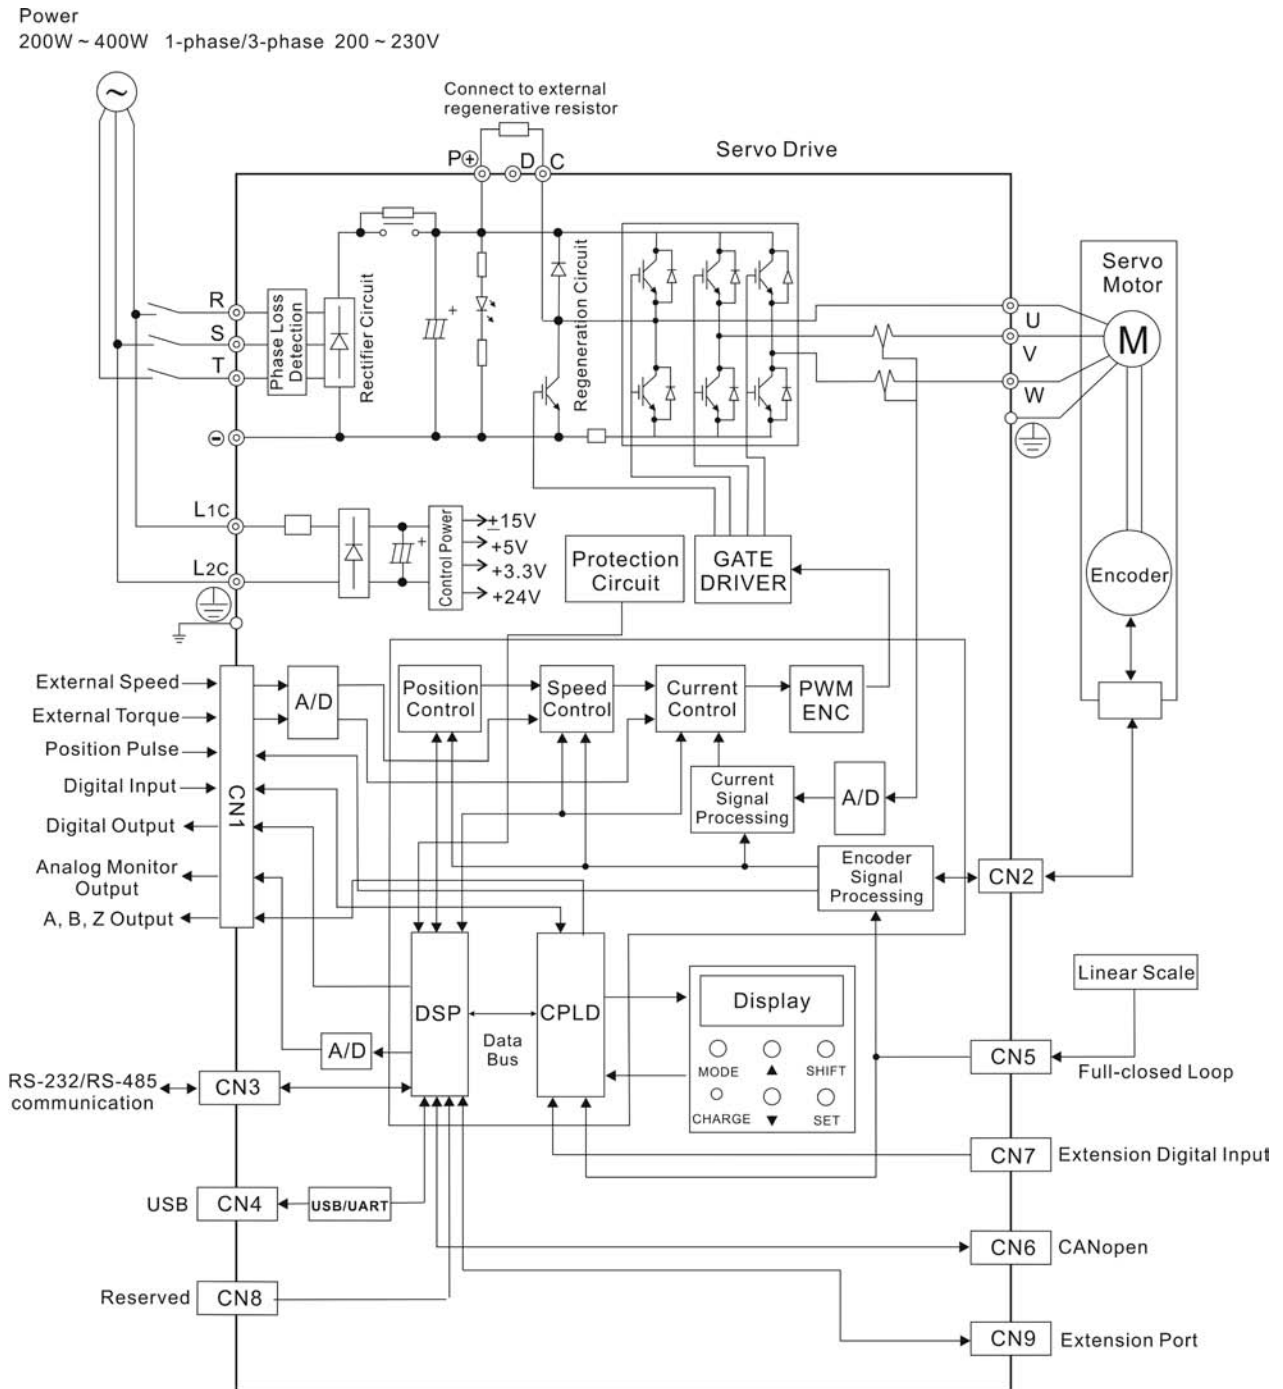 Power
200W ~ 400W 1-phase/3-phase 200 ~ 230V
Connect to external
regenerative resistor
Servo Drive
P⊕
D
C
Servo
Motor
R
S
T
Phase Loss
Detection
Rectifier Circuit
+
Regeneration Circuit
U
V
W
M
⊖
L1C
L2C
+
Control Power
±15V
+5V
+3.3V
+24V
Protection
Circuit
GATE
DRIVER
Encoder
External Speed
External Torque
Position Pulse
Digital Input
Digital Output
Analog Monitor
Output
A, B, Z Output
CN1
A/D
Position
Control
Speed
Control
Current
Control
PWM
ENC
Current
Signal
Processing
A/D
Encoder
Signal
Processing
CN2
Linear Scale
DSP
Data
Bus
CPLD
Display
MODE
▲
SHIFT
CHARGE
▼
SET
A/D
CN5
Full-closed Loop
RS-232/RS-485
communication
CN3
CN7
Extension Digital Input
USB
CN4
USB/UART
CN6
CANopen
Reserved
CN8
CN9
Extension Port